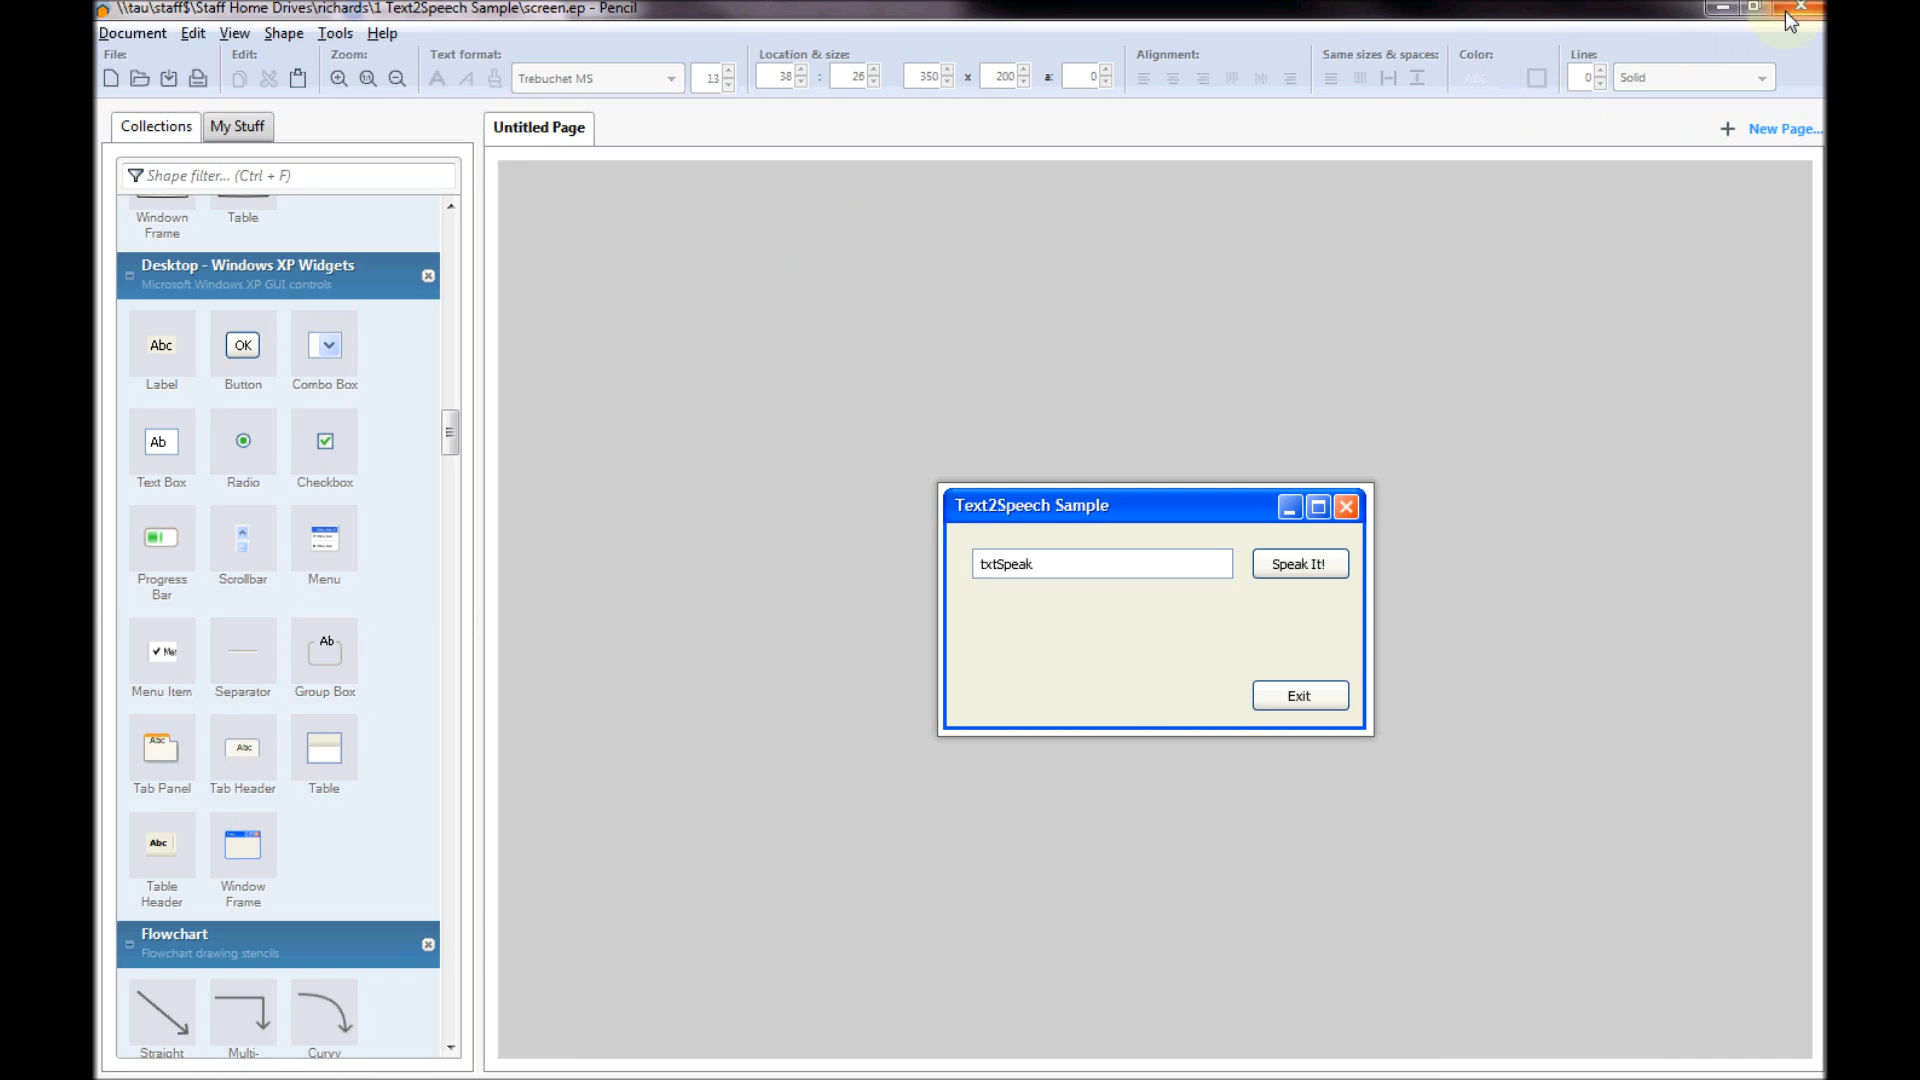 \\tau\staff$\Staff Home Drives\richards\1 Text2Speech Sample\screen.ep - Pencil
Document Edit View Shape Tools Help
File: Edit: Zoom: Text format: Location & size: Alignment: Same sizes & spaces: Color: Line:
Trebuchet MS 13 38 : 26 350 x 200 a: 0 0 Solid
Collections My Stuff
Untitled Page
New Page...
Shape filter... (Ctrl + F)
Windown Frame
Table
Desktop - Windows XP Widgets
Microsoft Windows XP GUI controls
Abc OK
Label Button Combo Box
Ab
Text Box Radio Checkbox
Progress Bar
Scrollbar
Menu
Ab
Menu Item Separator Group Box
Abc Abc
Tab Panel Tab Header Table
Abc
Table Header
Window Frame
Flowchart
Flowchart drawing stencils
Straight Multi- Curvy
Text2Speech Sample
txtSpeak
Speak It!
Exit